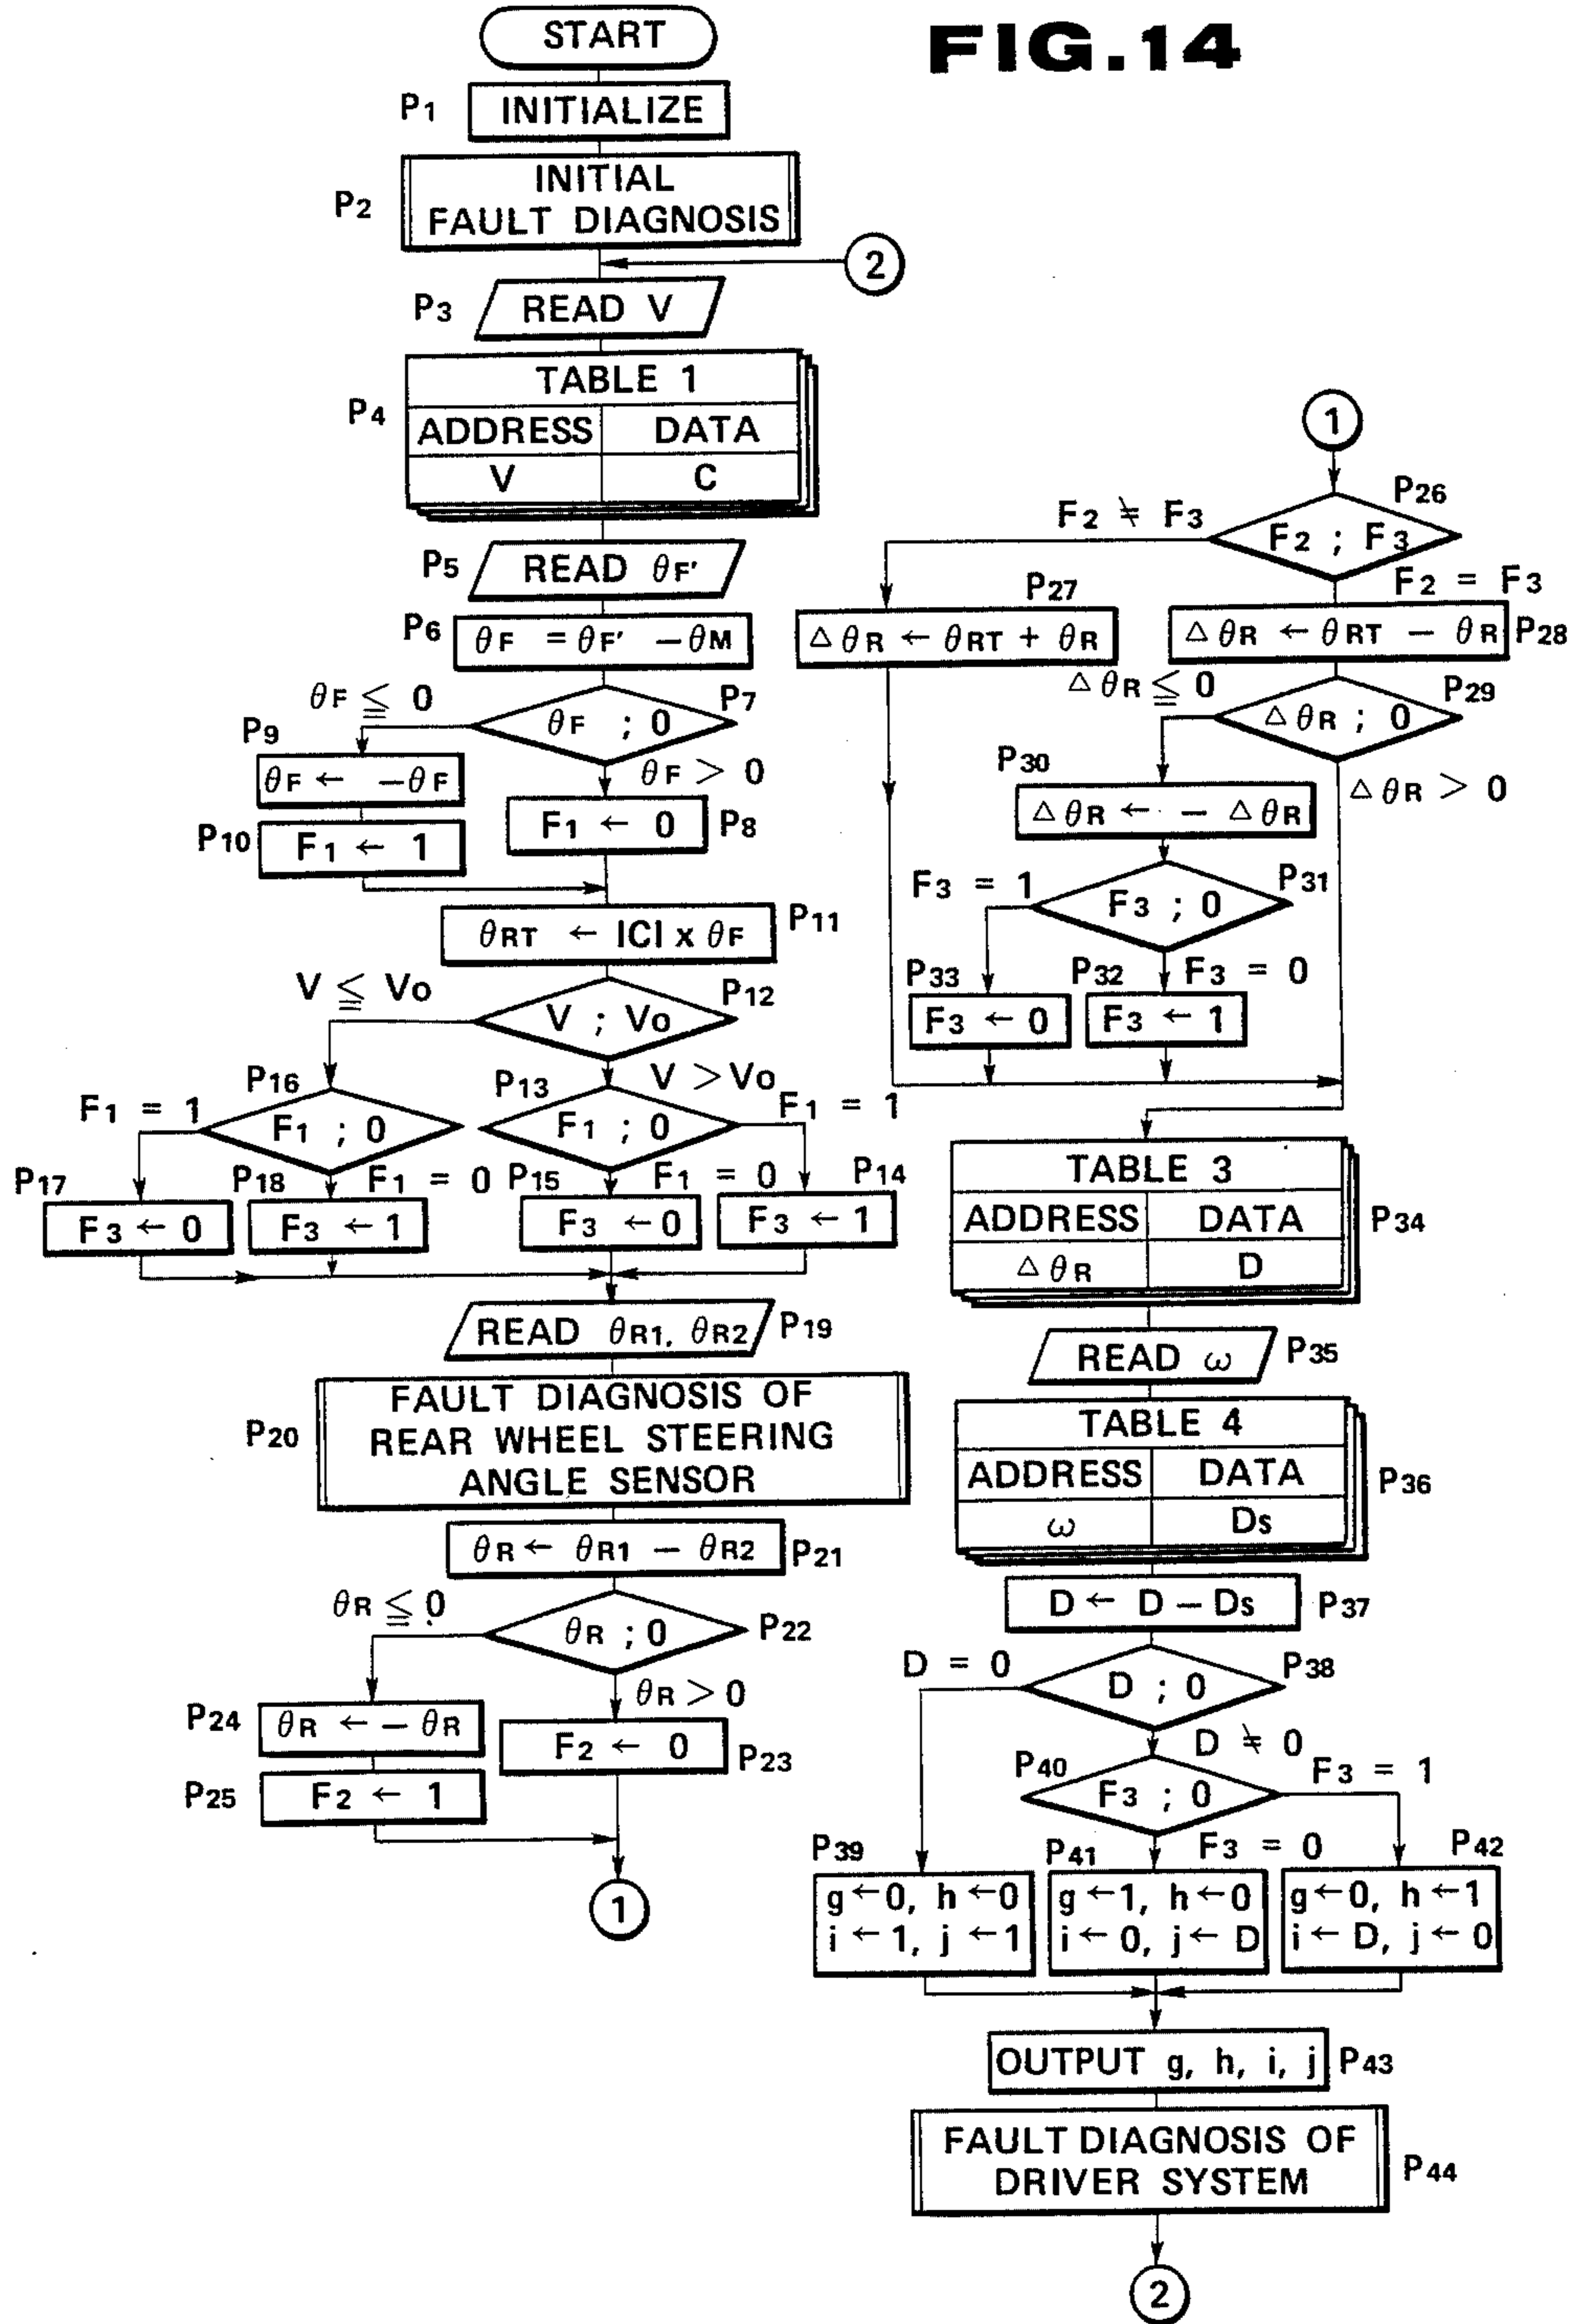 FIG.14
START
P1 INITIALIZE
P2 INITIAL
FAULT DIAGNOSIS
2
P3 READ V
P4 TABLE 1
ADDRESS DATA
V C
P5 READ θF'
P6 θF = θF' − θM
P7 θF ; 0
θF ≦ 0
θF > 0
P9 θF ← −θF
P8 F1 ← 0
P10 F1 ← 1
P11 θRT ← ICI x θF
P12 V ; Vo
V ≦ Vo
V > Vo
P16 F1 ; 0
P13 F1 ; 0
F1 = 1
F1 = 1
P17 F3 ← 0
P18 F1 = 0
F3 ← 1
P15 F1 = 0
F3 ← 0
P14 F3 ← 1
P19 READ θR1, θR2
P20 FAULT DIAGNOSIS OF
REAR WHEEL STEERING
ANGLE SENSOR
P21 θR ← θR1 − θR2
P22 θR ; 0
θR ≦ 0
θR > 0
P24 θR ← − θR
P23 F2 ← 0
P25 F2 ← 1
1
1
P26 F2 ; F3
F2 ≠ F3
F2 = F3
P27 △θR ← θRT + θR
P28 △θR ← θRT − θR
P29 △θR ; 0
△θR ≦ 0
△θR > 0
P30 △θR ← − △θR
P31 F3 ; 0
F3 = 1
F3 = 0
P33 F3 ← 0
P32 F3 ← 1
P34 TABLE 3
ADDRESS DATA
△θR D
P35 READ ω
P36 TABLE 4
ADDRESS DATA
ω Ds
P37 D ← D − Ds
P38 D ; 0
D = 0
D ≠ 0
P40 F3 ; 0
F3 = 1
F3 = 0
P39 g←0, h←0
i←1, j←1
P41 g←1, h←0
i←0, j←D
P42 g←0, h←1
i←D, j←0
P43 OUTPUT g, h, i, j
P44 FAULT DIAGNOSIS OF
DRIVER SYSTEM
2